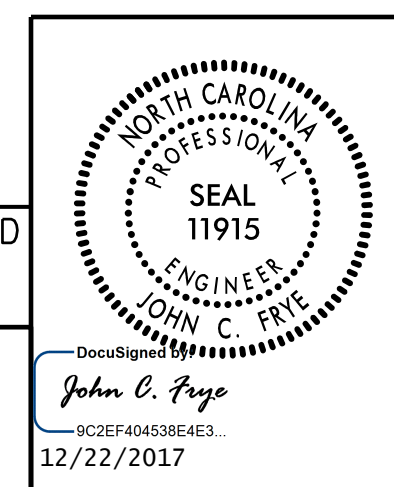 NORTH CAROLINA
PROFESSIONAL
SEAL
11915
ENGINEER
JOHN C. FRYE
D
DocuSigned by:
John C. Frye
9C2EF404538E4E3...
12/22/2017